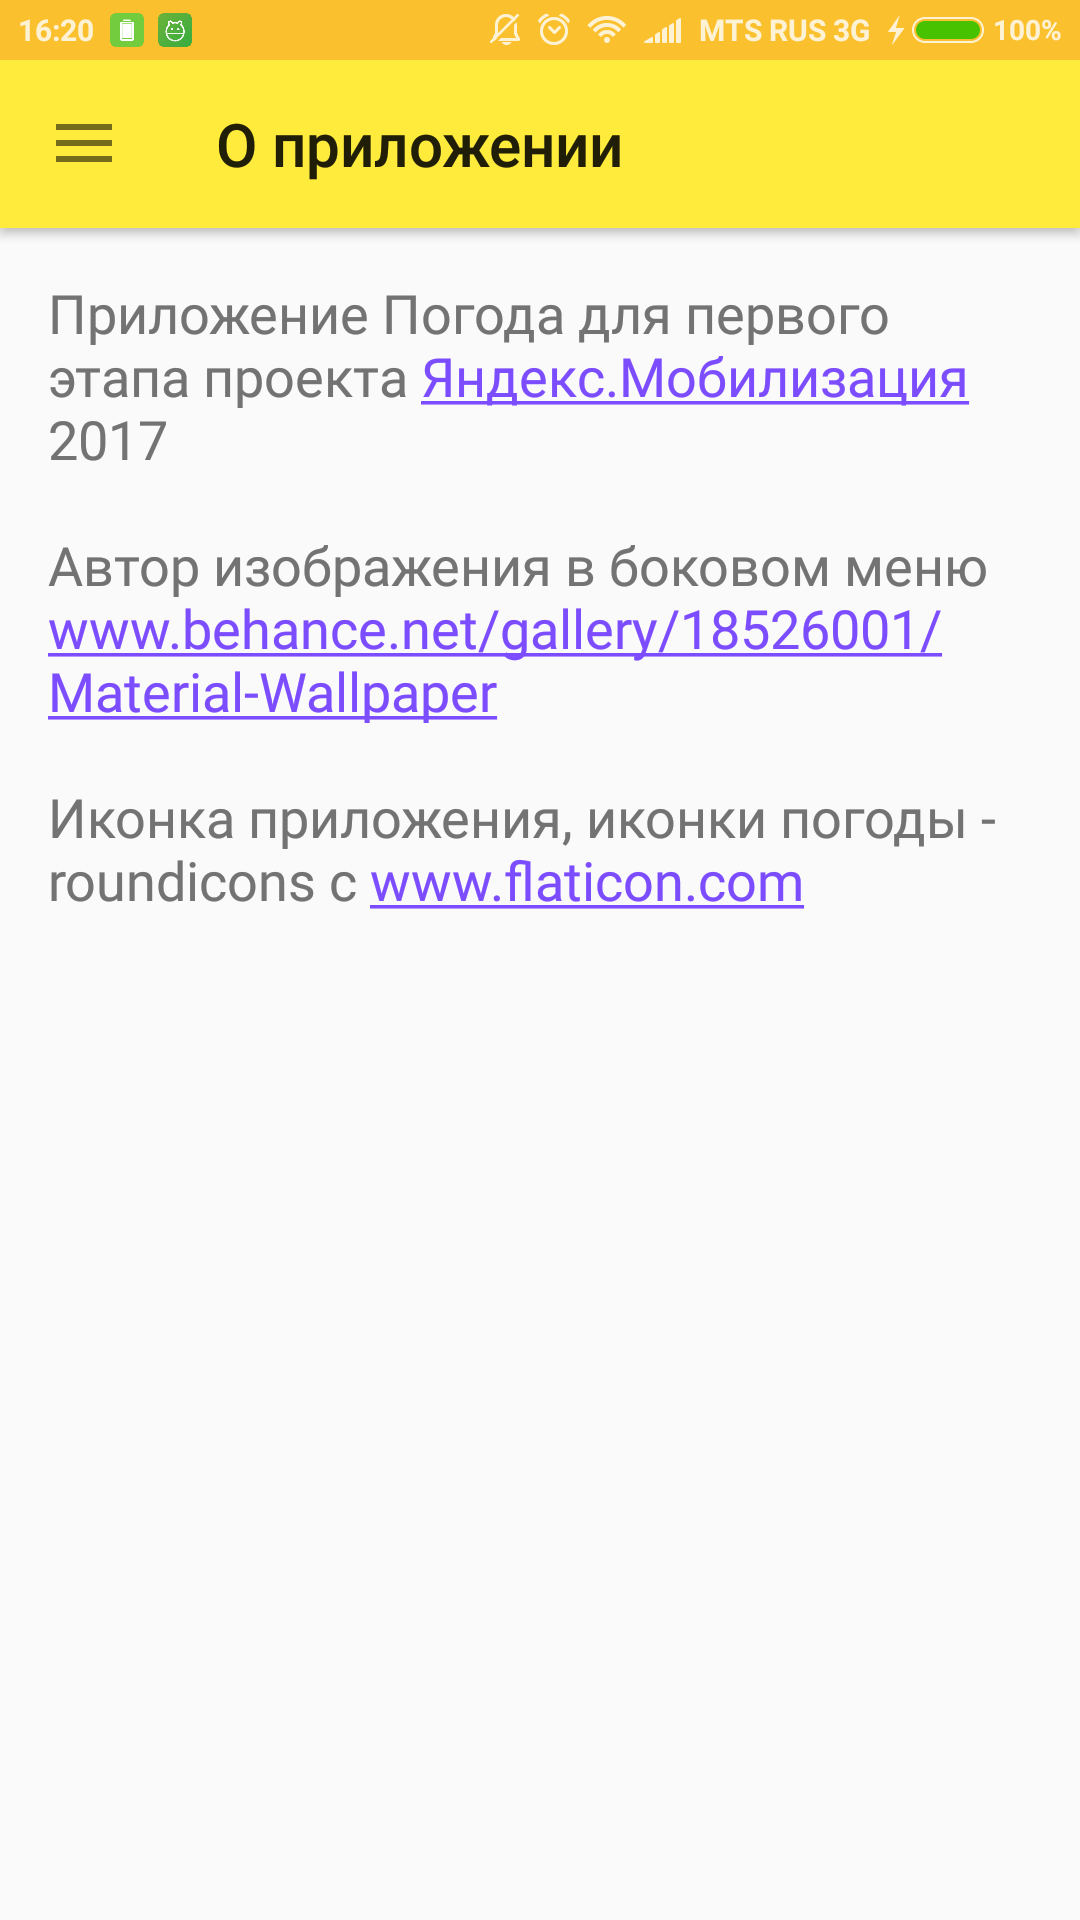 16:20 MTS RUS 3G 100%
О приложении
Приложение Погода для первого
этапа проекта Яндекс.Мобилизация
2017
Автор изображения в боковом меню
www.behance.net/gallery/18526001/
Material-Wallpaper
Иконка приложения, иконки погоды -
roundicons с www.flaticon.com